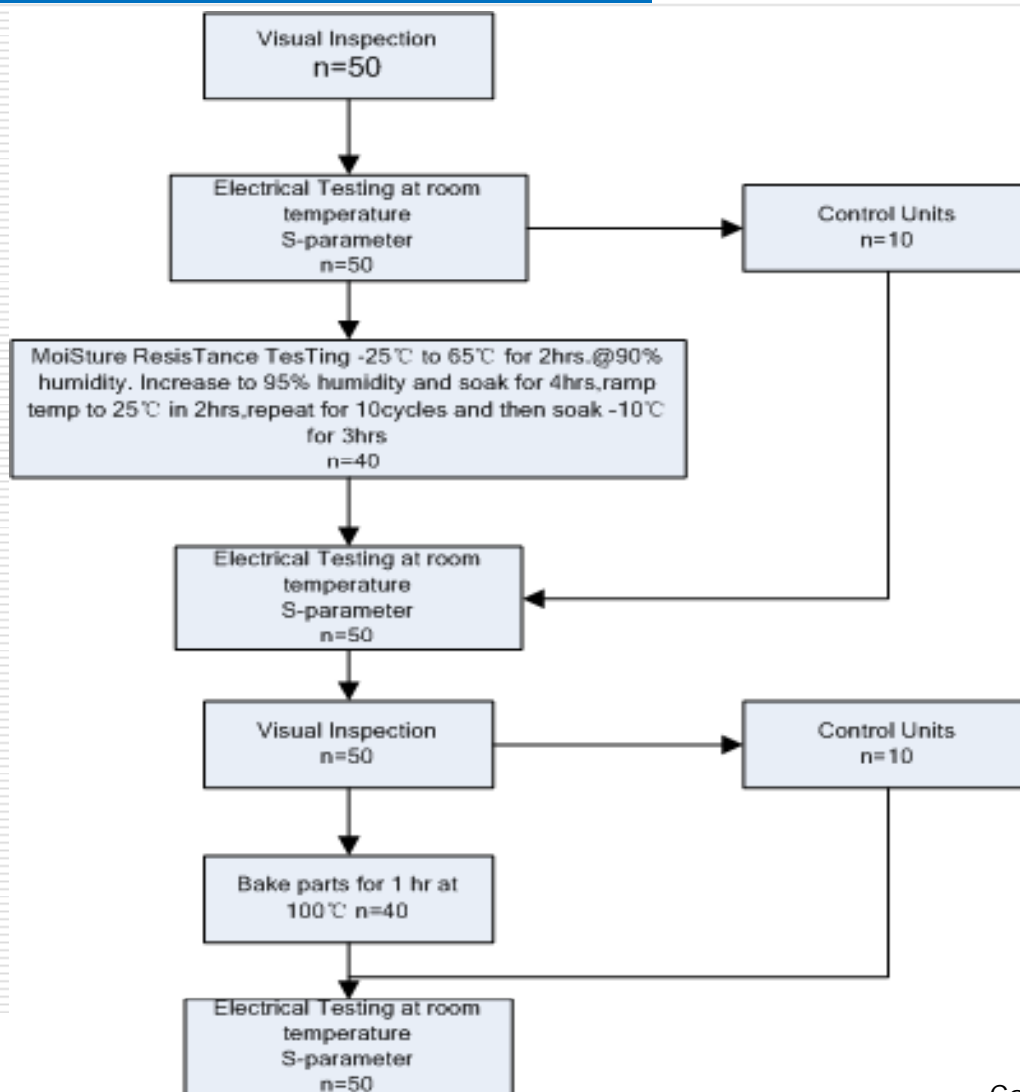 Visual Inspection
n=50
Electrical Testing at room
temperature
S-parameter
n=50
Control Units
n=10
MoiSture ResisTance TesTing -25℃ to 65℃ for 2hrs.@90%
humidity. Increase to 95% humidity and soak for 4hrs,ramp
temp to 25℃ in 2hrs,repeat for 10cycles and then soak -10℃
for 3hrs
n=40
Electrical Testing at room
temperature
S-parameter
n=50
Visual Inspection
n=50
Control Units
n=10
Bake parts for 1 hr at
100℃ n=40
Electrical Testing at room
temperature
S-parameter
n=50